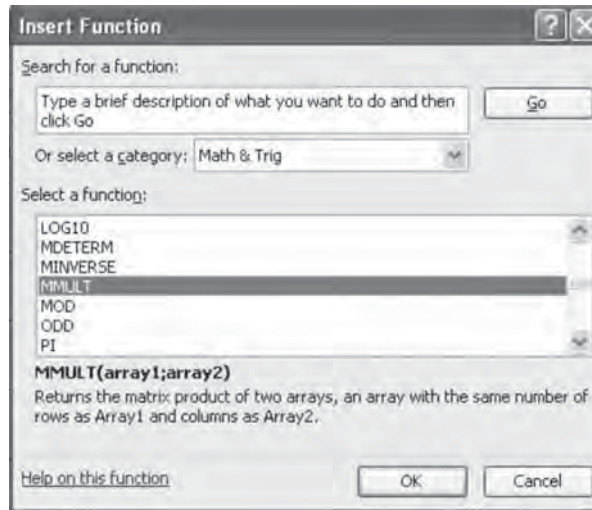 Insert Function
Search for a function:
Type a brief description of what you want to do and then
click Go
Go
Or select a category: Math & Trig
Select a function:
LOG10
MDETERM
MINVERSE
MMULT
MOD
ODD
PI
MMULT(array1;array2)
Returns the matrix product of two arrays, an array with the same number of
rows as Array1 and columns as Array2.
Help on this function
OK
Cancel